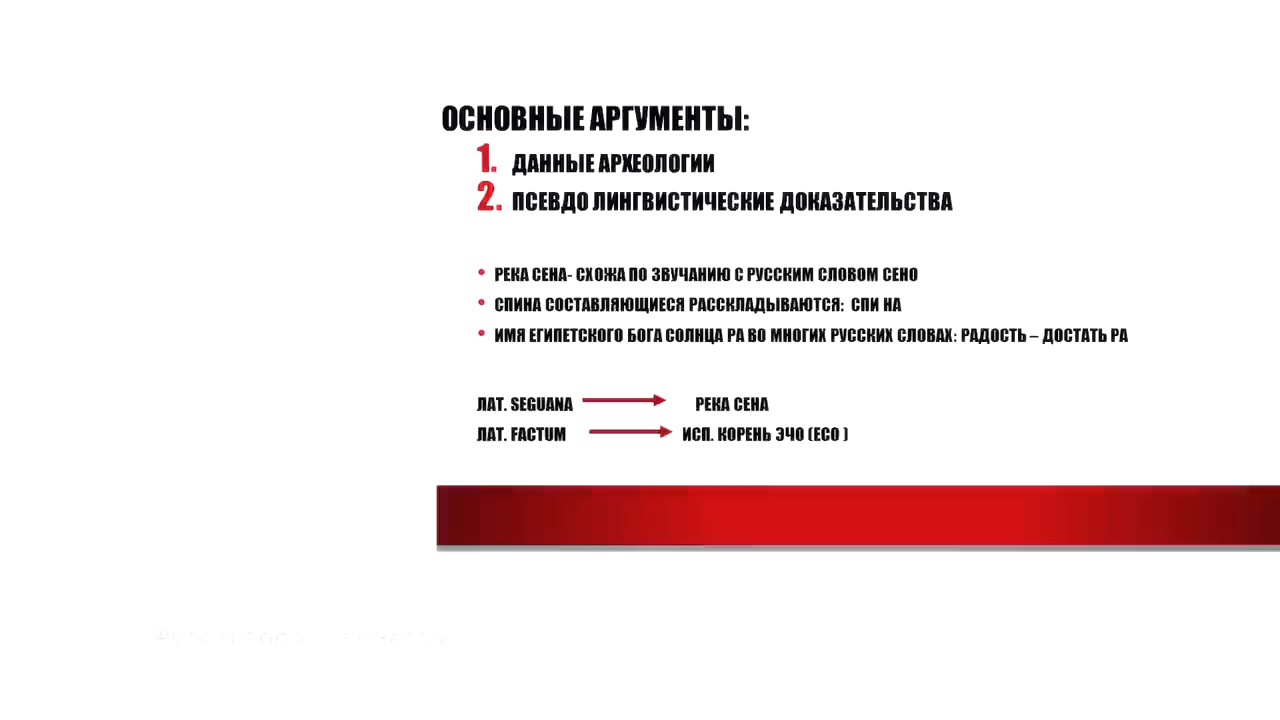 ОСНОВНЫЕ АРГУМЕНТЫ:
1. ДАННЫЕ АРХЕОЛОГИИ
2. ПСЕВДО ЛИНГВИСТИЧЕСКИЕ ДОКАЗАТЕЛЬСТВА
• РЕКА СЕНА- СХОЖА ПО ЗВУЧАНИЮ С РУССКИМ СЛОВОМ СЕНО
• СПИНА СОСТАВЛЯЮЩИЕСЯ РАССКЛАДЫВАЮТСЯ: СПИ НА
• ИМЯ ЕГИПЕТСКОГО БОГА СОЛНЦА РА ВО МНОГИХ РУССКИХ СЛОВАХ: РАДОСТЬ – ДОСТАТЬ РА
ЛАТ. SEGUANA РЕКА СЕНА
ЛАТ. FACTUM ИСП. КОРЕНЬ ЭЧО (ECO )